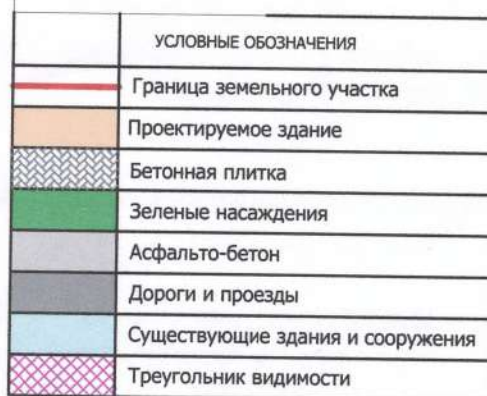 УСЛОВНЫЕ ОБОЗНАЧЕНИЯ
Граница земельного участка
Проектируемое здание
Бетонная плитка
Зеленые насаждения
Асфальто-бетон
Дороги и проезды
Существующие здания и сооружения
Треугольник видимости